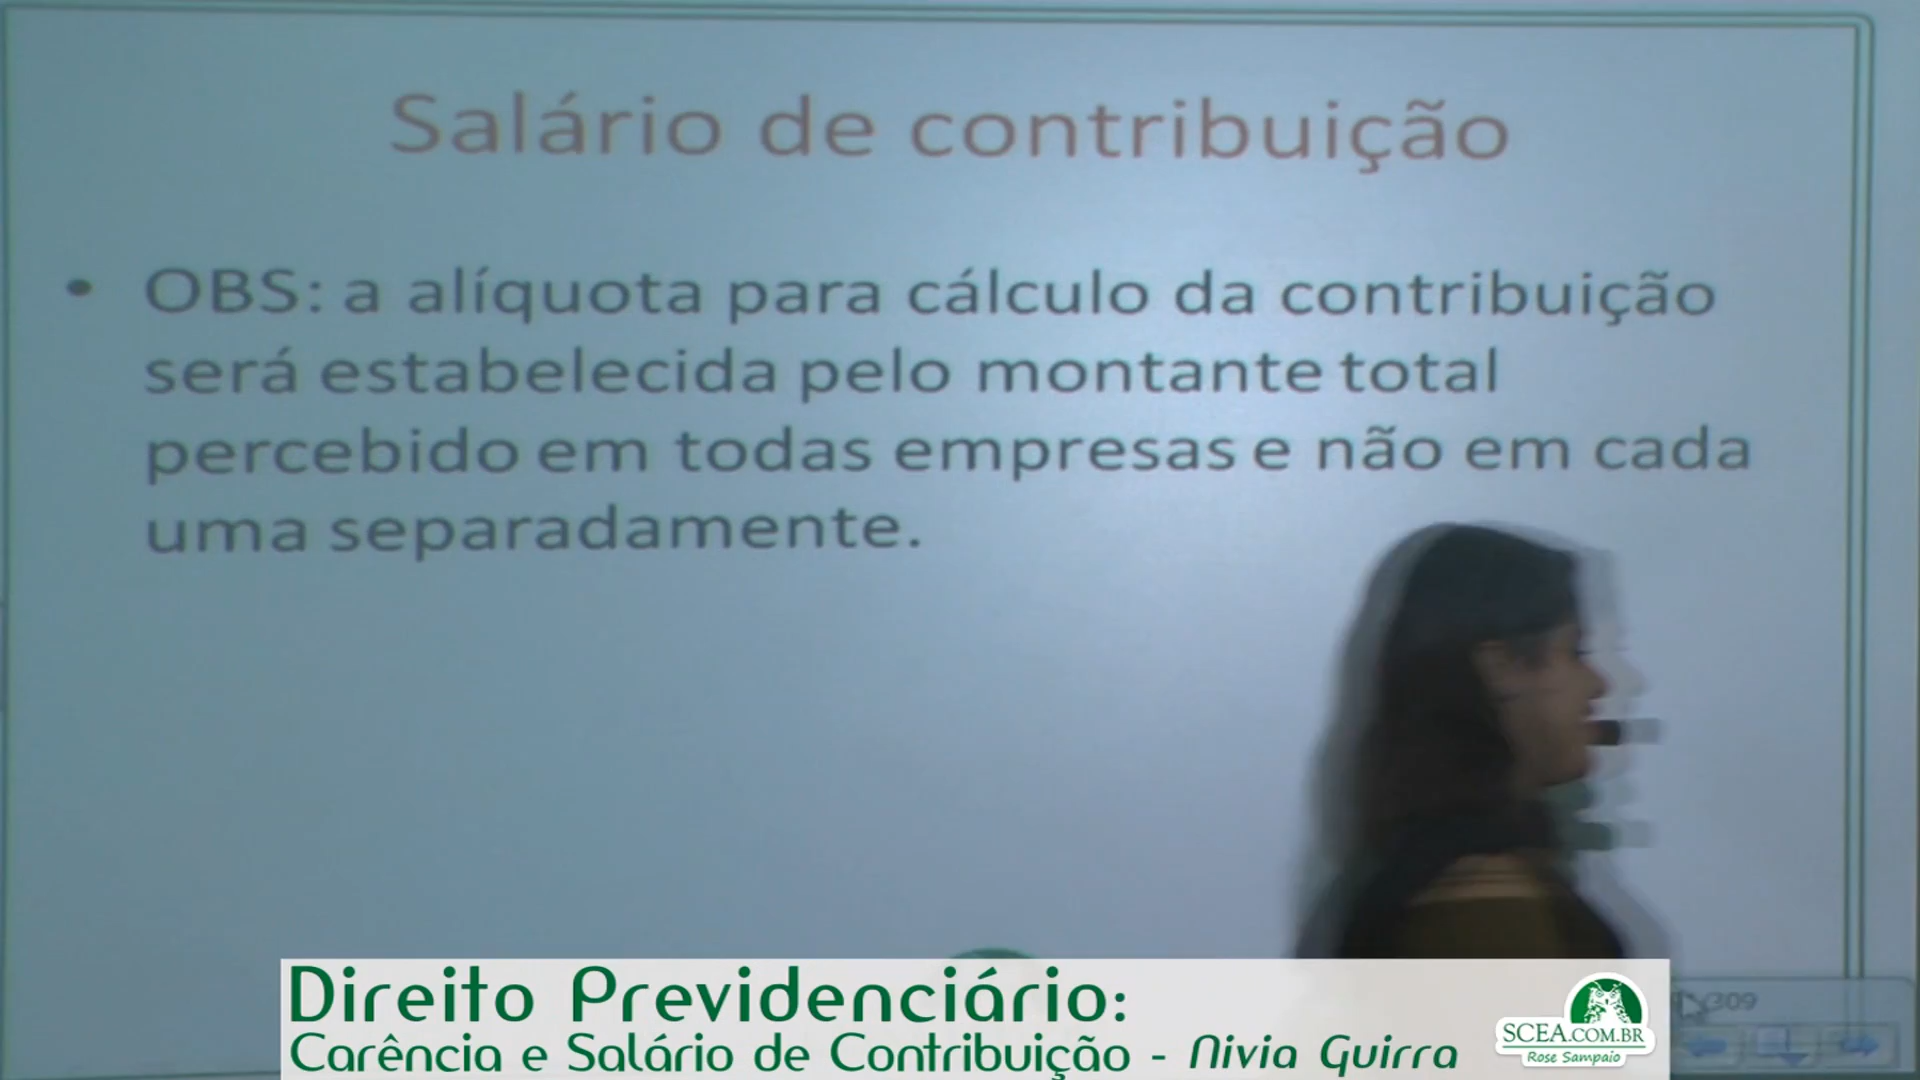 Salário de contribuição
• OBS: a alíquota para cálculo da contribuição
será estabelecida pelo montante total
percebido em todas empresas e não em cada
uma separadamente.
Direito Previdenciário:
Carência e Salário de Contribuição - Nivia Guirra
SCEA.COM.BR
Rose Sampaio